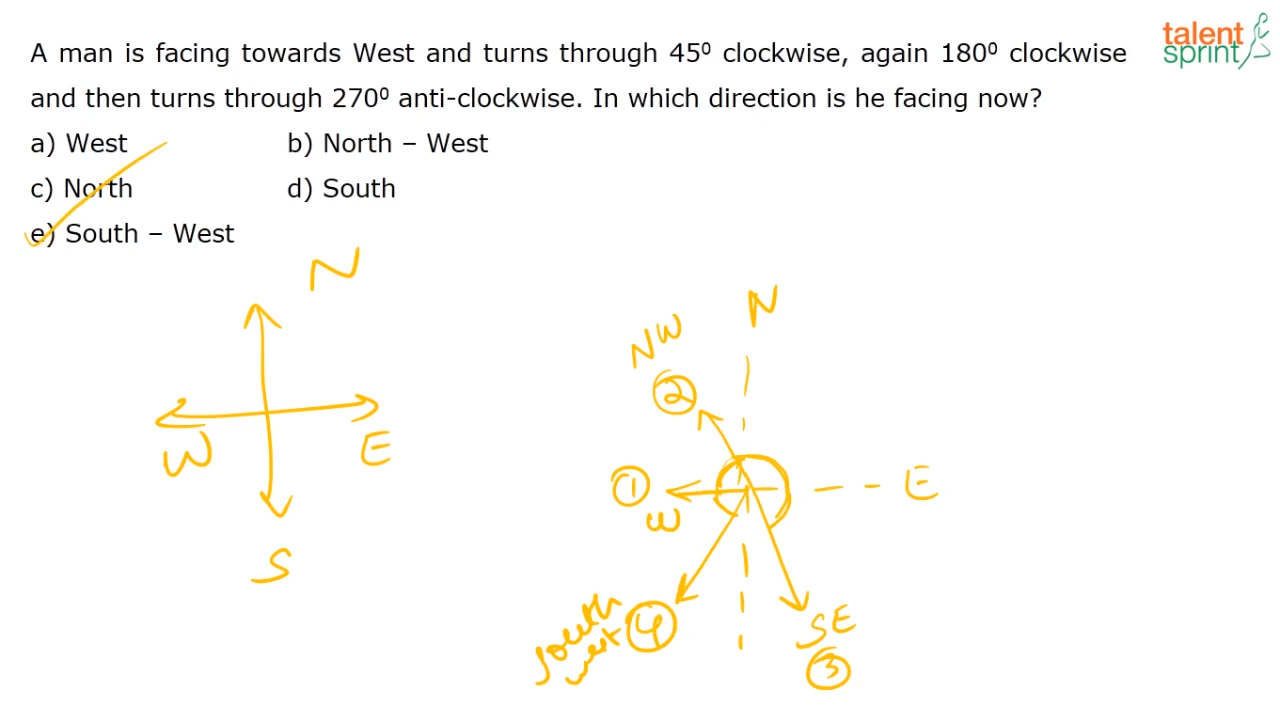 talent
sprint
A man is facing towards West and turns through 45⁰ clockwise, again 180⁰ clockwise
and then turns through 270⁰ anti-clockwise. In which direction is he facing now?
a) West b) North – West
c) North d) South
e) South – West
N
W E
S
N
NW
2
1
W
E
South
west
4
SE
3